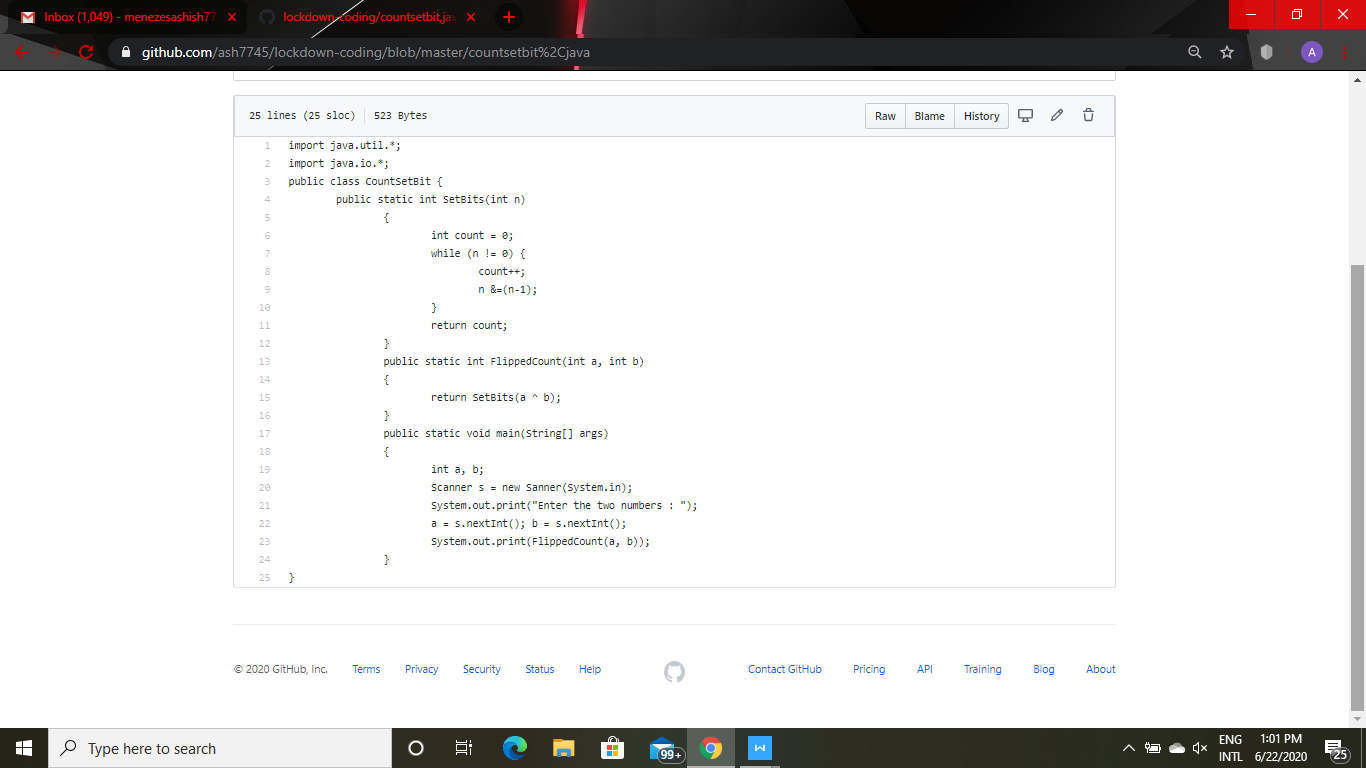 Inbox (1,049) - menezesashish77
lockdown-coding/countsetbit,jav
github.com/ash7745/lockdown-coding/blob/master/countsetbit%2Cjava
A
25 lines (25 sloc) 523 Bytes
Raw Blame History
1 import java.util.*;
2 import java.io.*;
3 public class CountSetBit {
4 public static int SetBits(int n)
5 {
6 int count = 0;
7 while (n != 0) {
8 count++;
9 n &=(n-1);
10 }
11 return count;
12 }
13 public static int FlippedCount(int a, int b)
14 {
15 return SetBits(a ^ b);
16 }
17 public static void main(String[] args)
18 {
19 int a, b;
20 Scanner s = new Sanner(System.in);
21 System.out.print("Enter the two numbers : ");
22 a = s.nextInt(); b = s.nextInt();
23 System.out.print(FlippedCount(a, b));
24 }
25 }
© 2020 GitHub, Inc. Terms Privacy Security Status Help Contact GitHub Pricing API Training Blog About
Type here to search
99+
W
ENG
INTL
1:01 PM
6/22/2020
25